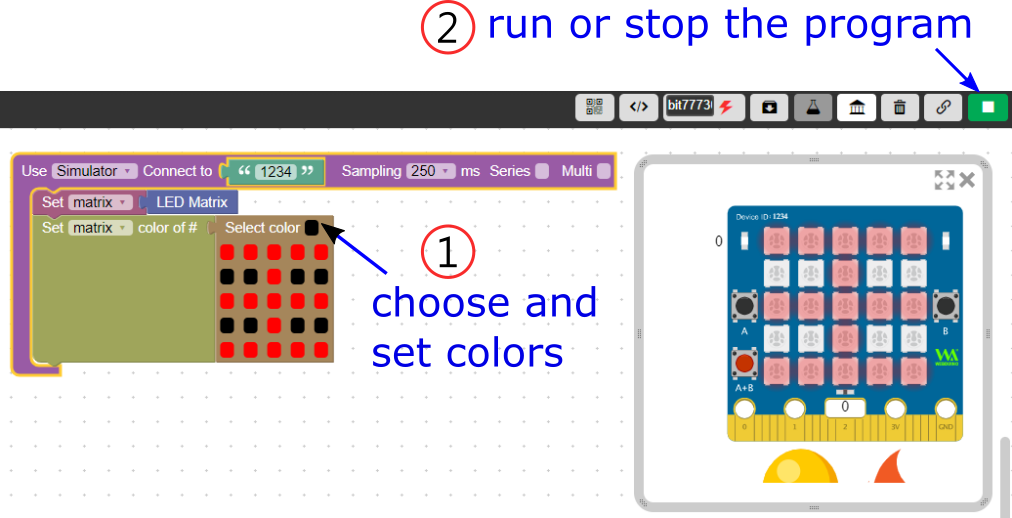 2 run or stop the program
</> bit7773
Use Simulator Connect to “ 1234 ” Sampling 250 ms Series Multi
Set matrix LED Matrix
Set matrix color of # Select color
1
choose and
set colors
Device ID: 1234
0
A B
A+B
0
0 1 2 3V GND